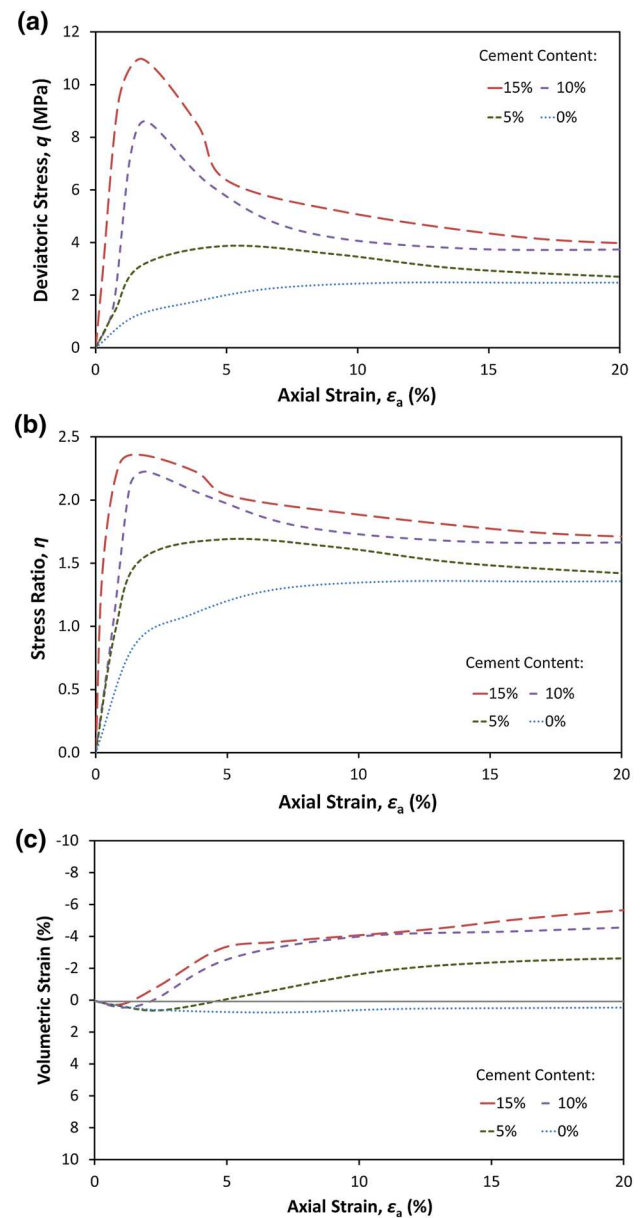 (a)
12
10
8
6
4
2
0
Deviatoric Stress, q (MPa)
Cement Content:
15% 10%
5% 0%
0 5 10 15 20
Axial Strain, εa (%)
(b)
2.5
2.0
1.5
1.0
0.5
0.0
Stress Ratio, η
Cement Content:
15% 10%
5% 0%
0 5 10 15 20
Axial Strain, εa (%)
(c)
-10
-8
-6
-4
-2
0
2
4
6
8
10
Volumetric Strain (%)
Cement Content:
15% 10%
5% 0%
0 5 10 15 20
Axial Strain, εa (%)